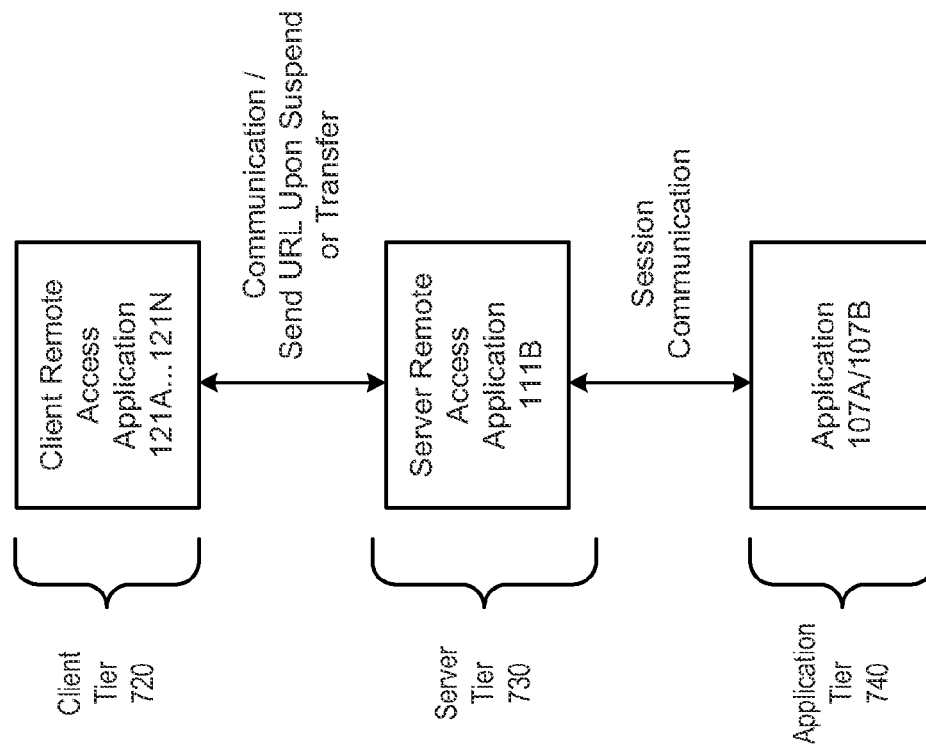 Client Remote
Access
Application
121A...121N
Client
Tier
720
Communication /
Send URL Upon Suspend
or Transfer
Server Remote
Access
Application
111B
Server
Tier
730
Session
Communication
Application
107A/107B
Application
Tier
740